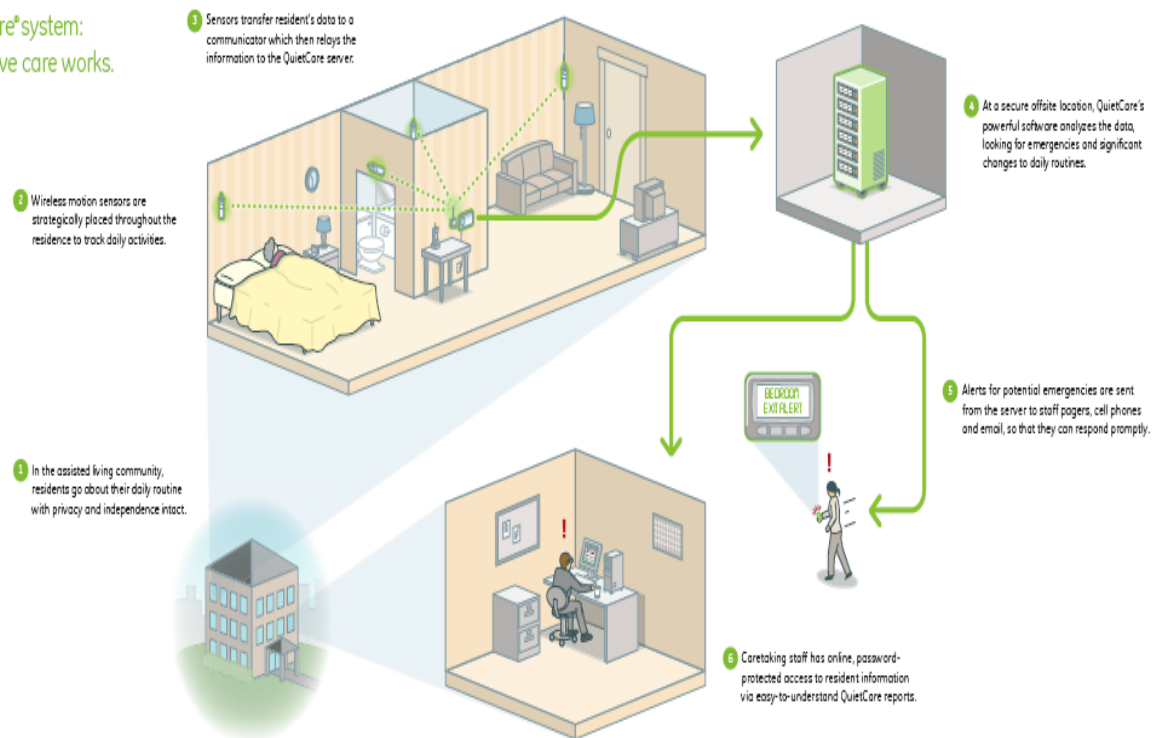 re® system:
ve care works.
3 Sensors transfer resident's data to a
communicator which then relays the
information to the QuietCare server.
4 At a secure offsite location, QuietCare's
powerful software analyzes the data,
looking for emergencies and significant
changes to daily routines.
2 Wireless motion sensors are
strategically placed throughout the
residence to track daily activities.
BEDROOM
EXIT ALERT
5 Alerts for potential emergencies are sent
from the server to staff pagers, cell phones
and email, so that they can respond promptly.
!
1 In the assisted living community,
residents go about their daily routine
with privacy and independence intact.
!
6 Caretaking staff has online, password-
protected access to resident information
via easy-to-understand QuietCare reports.